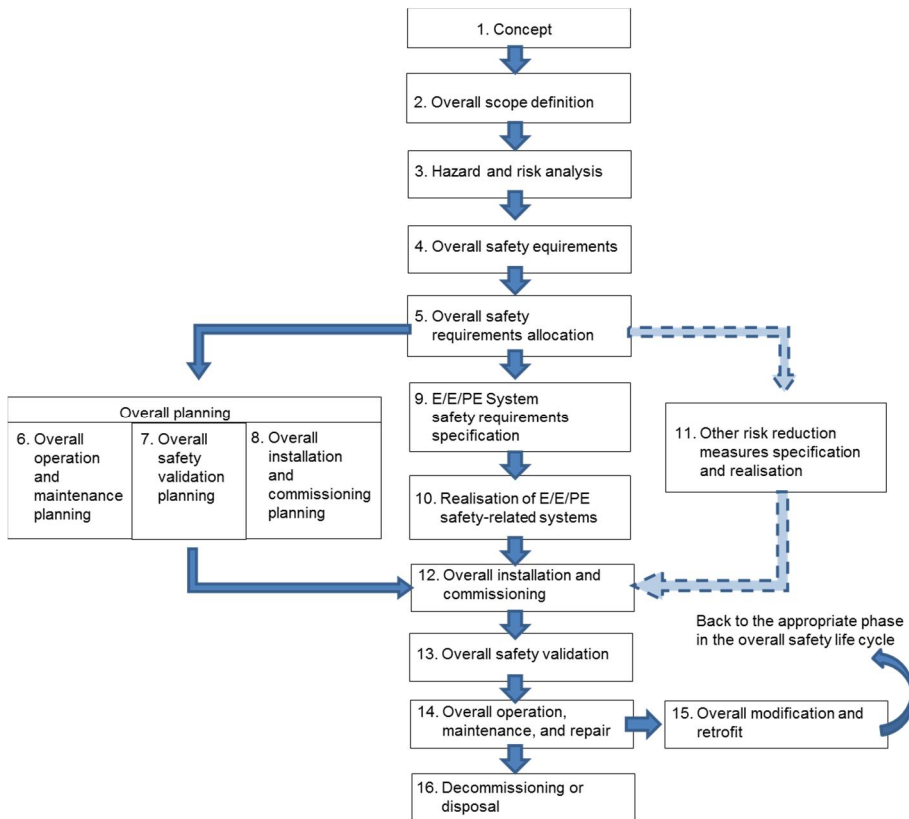 1. Concept
2. Overall scope definition
3. Hazard and risk analysis
4. Overall safety equirements
5. Overall safety
requirements allocation
Overall planning
6. Overall
operation
and
maintenance
planning
7. Overall
safety
validation
planning
8. Overall
installation
and
commissioning
planning
9. E/E/PE System
safety requirements
specification
11. Other risk reduction
measures specification
and realisation
10. Realisation of E/E/PE
safety-related systems
12. Overall installation and
commissioning
Back to the appropriate phase
in the overall safety life cycle
13. Overall safety validation
14. Overall operation,
maintenance, and repair
15. Overall modification and
retrofit
16. Decommissioning or
disposal